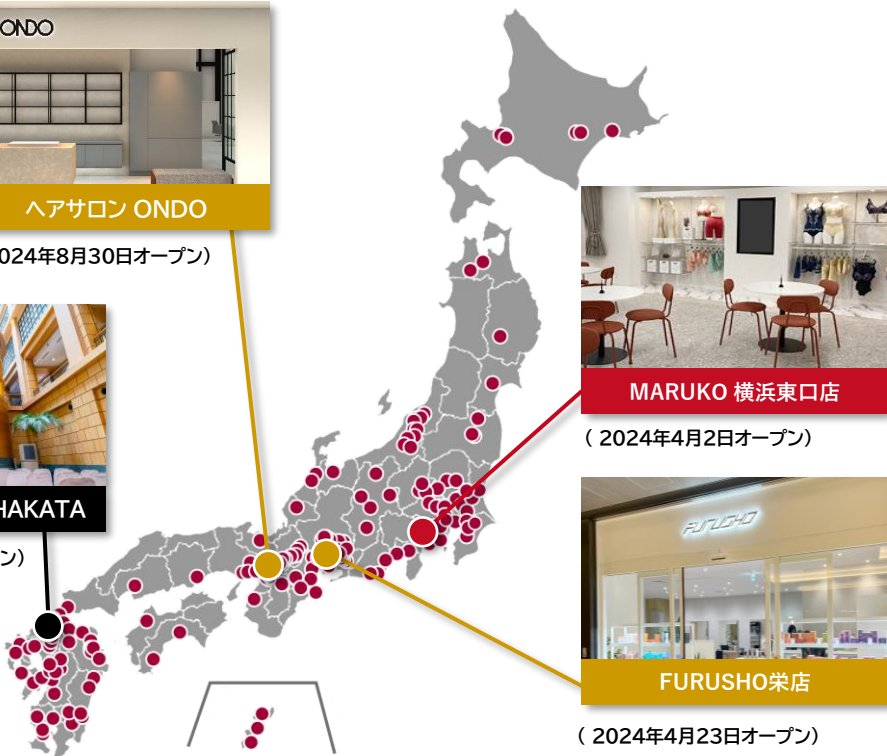 ONDO
ヘアサロン ONDO
024年8月30日オープン）
HAKATA
ン）
MARUKO 横浜東口店
（ 2024年4月2日オープン）
FURUSHO
FURUSHO栄店
（ 2024年4月23日オープン）